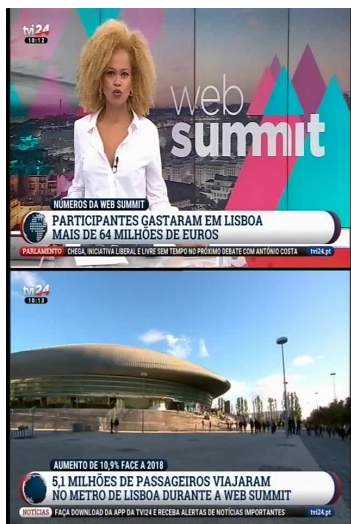 tvi24
18:12
web
summit
NÚMEROS DA WEB SUMMIT
PARTICIPANTES GASTARAM EM LISBOA
MAIS DE 64 MILHÕES DE EUROS
PARLAMENTO CHEGA, INICIATIVA LIBERAL E LIVRE SEM TEMPO NO PRÓXIMO DEBATE COM ANTÓNIO COSTA tvi24.pt
tvi24
18:13
AUMENTO DE 10,9% FACE A 2018
5,1 MILHÕES DE PASSAGEIROS VIAJARAM
NO METRO DE LISBOA DURANTE A WEB SUMMIT
NOTÍCIAS FAÇA DOWNLOAD DA APP DA TVI24 E RECEBA ALERTAS DE NOTÍCIAS IMPORTANTES tvi24.pt